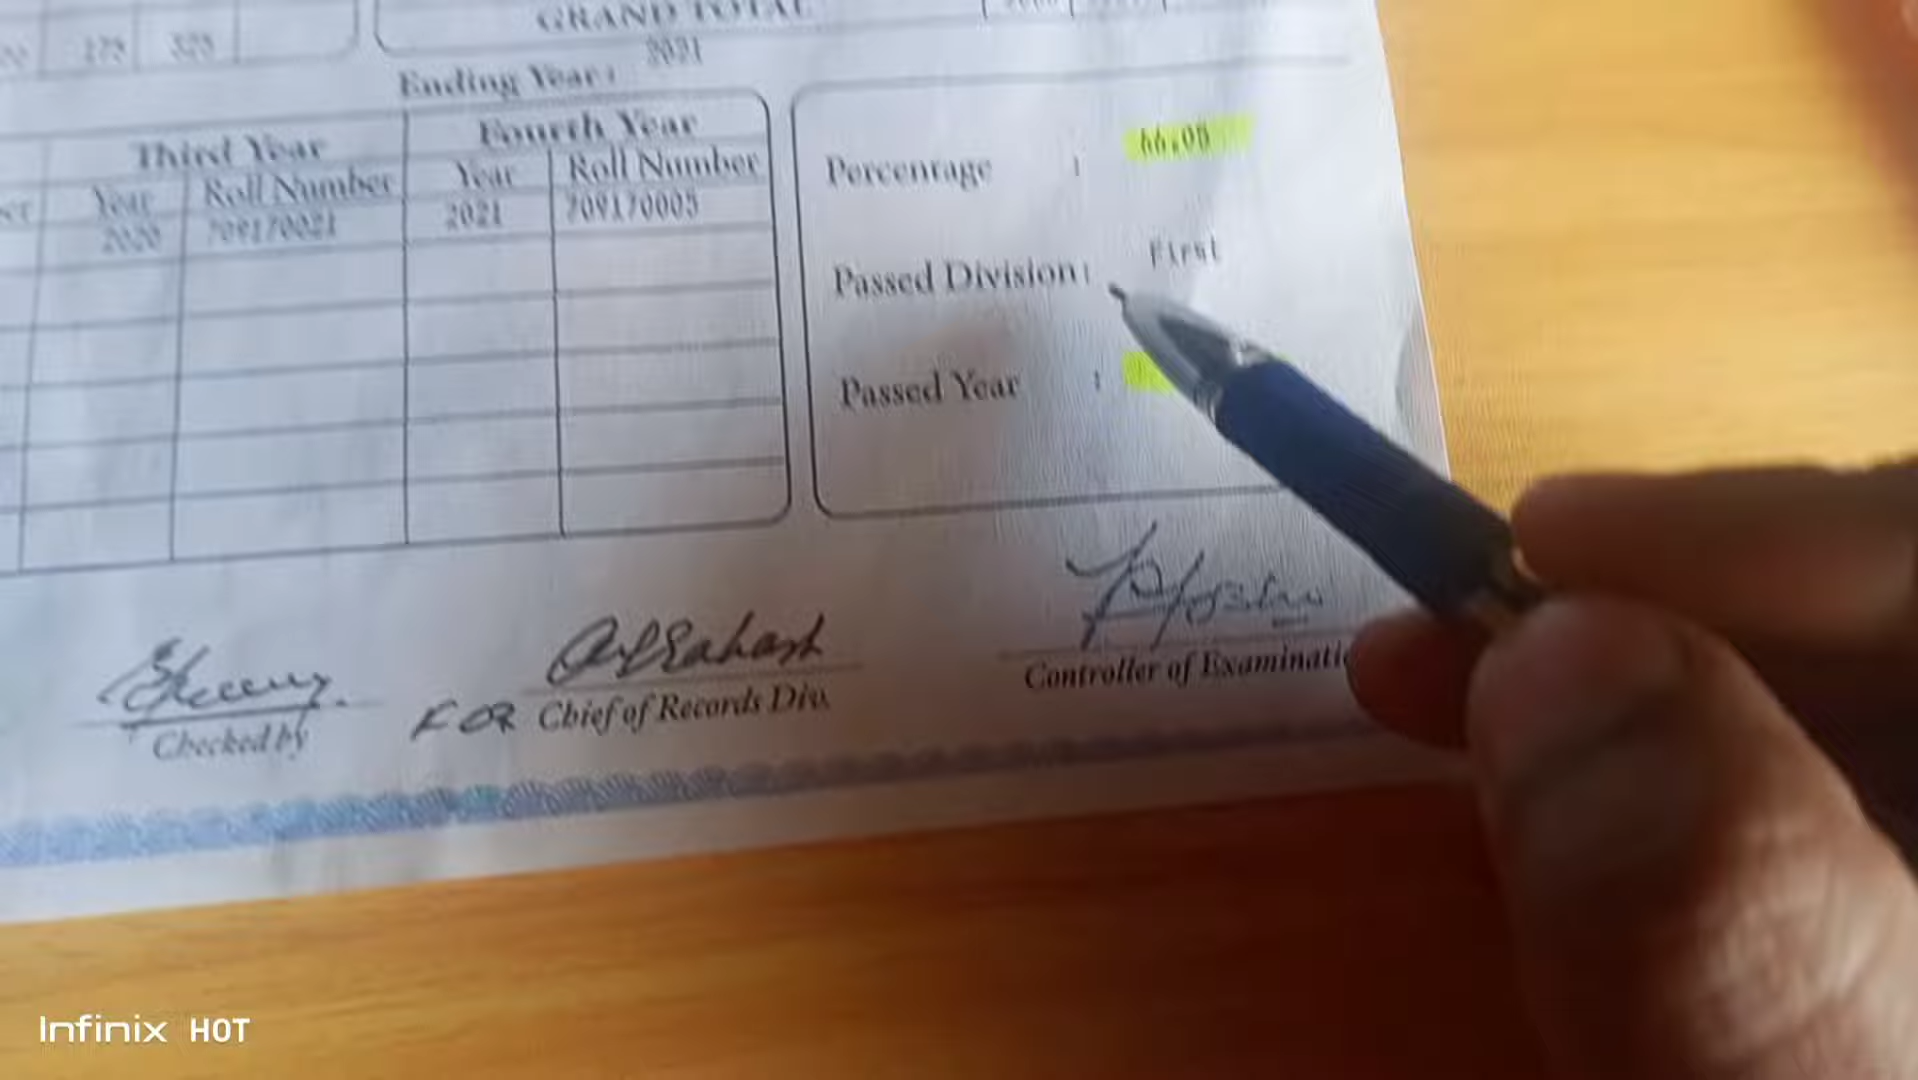 GRAND TOTAL
175 325
Ending Year: 2021
Third Year Fourth Year
Year Roll Number Year Roll Number
2020 709170021 2021 709170005
Percentage : 66.05
Passed Division: First
Passed Year :
Checked by
FOR Chief of Records Div.
Controller of Examinati
Infinix HOT